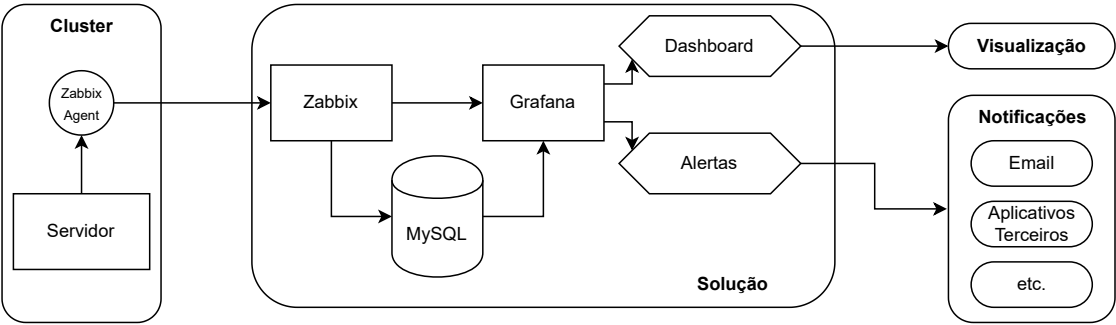 Cluster
Zabbix
Agent
Servidor
Zabbix
Grafana
MySQL
Dashboard
Alertas
Solução
Visualização
Notificações
Email
Aplicativos
Terceiros
etc.